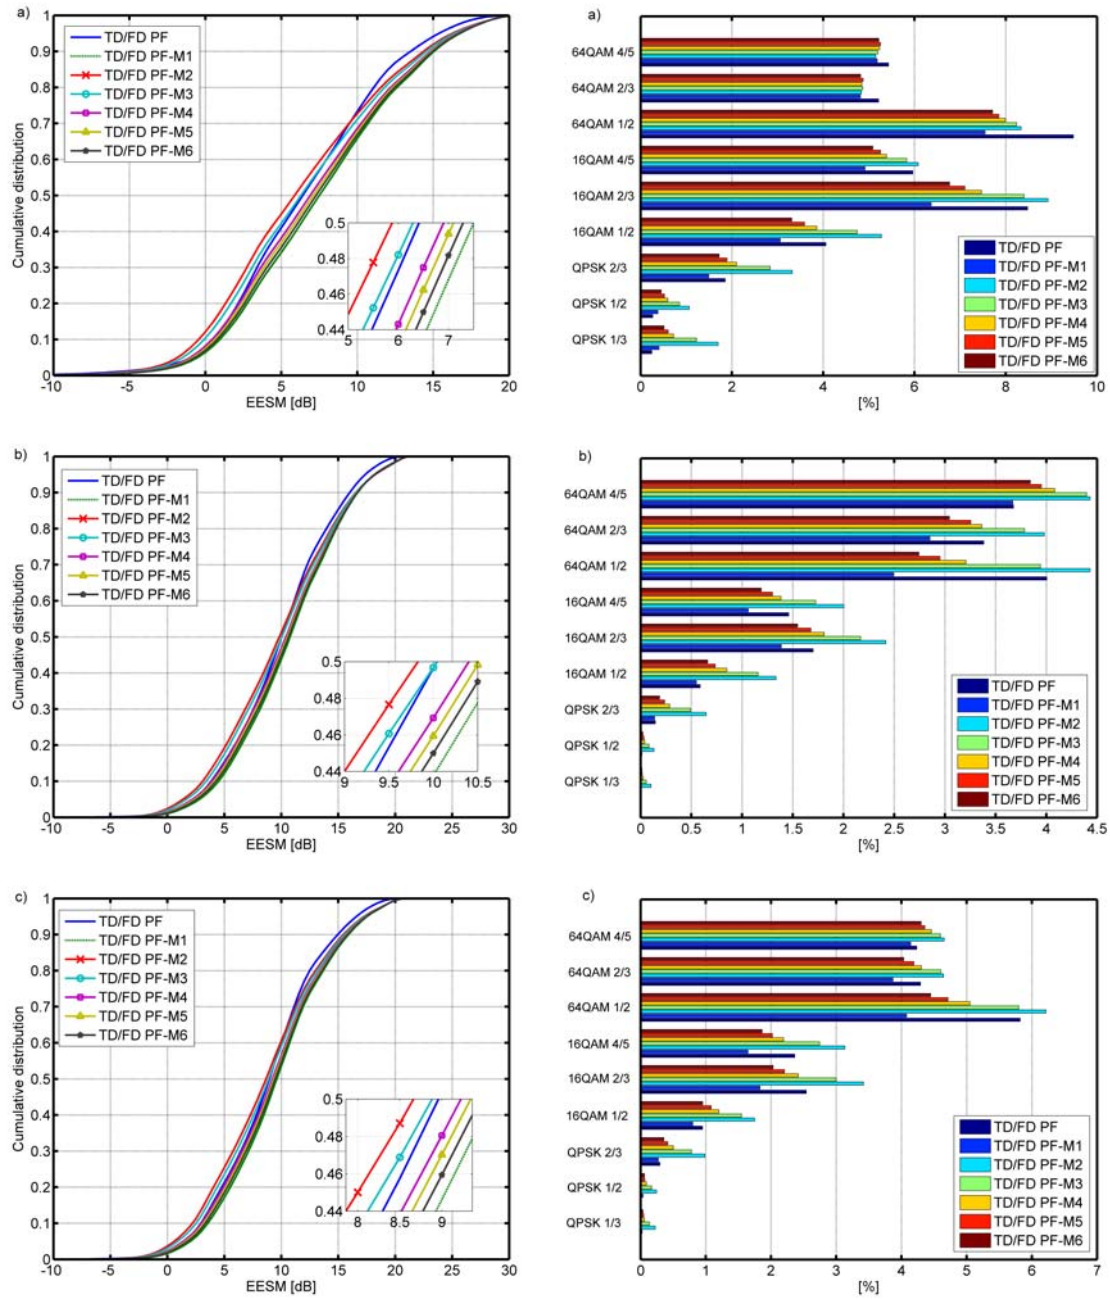 a)
1
0.9
0.8
0.7
0.6
0.5
0.4
0.3
0.2
0.1
0
Cumulative distribution
TD/FD PF
TD/FD PF-M1
TD/FD PF-M2
TD/FD PF-M3
TD/FD PF-M4
TD/FD PF-M5
TD/FD PF-M6
0.5
0.48
0.46
0.44
5 6 7
-10 -5 0 5 10 15 20
EESM [dB]
a)
64QAM 4/5
64QAM 2/3
64QAM 1/2
16QAM 4/5
16QAM 2/3
16QAM 1/2
QPSK 2/3
QPSK 1/2
QPSK 1/3
TD/FD PF
TD/FD PF-M1
TD/FD PF-M2
TD/FD PF-M3
TD/FD PF-M4
TD/FD PF-M5
TD/FD PF-M6
0 2 4 6 8 10
[%]
b)
1
0.9
0.8
0.7
0.6
0.5
0.4
0.3
0.2
0.1
0
Cumulative distribution
TD/FD PF
TD/FD PF-M1
TD/FD PF-M2
TD/FD PF-M3
TD/FD PF-M4
TD/FD PF-M5
TD/FD PF-M6
0.5
0.48
0.46
0.44
9 9.5 10 10.5
-10 -5 0 5 10 15 20 25 30
EESM [dB]
b)
64QAM 4/5
64QAM 2/3
64QAM 1/2
16QAM 4/5
16QAM 2/3
16QAM 1/2
QPSK 2/3
QPSK 1/2
QPSK 1/3
TD/FD PF
TD/FD PF-M1
TD/FD PF-M2
TD/FD PF-M3
TD/FD PF-M4
TD/FD PF-M5
TD/FD PF-M6
0 0.5 1 1.5 2 2.5 3 3.5 4 4.5
[%]
c)
1
0.9
0.8
0.7
0.6
0.5
0.4
0.3
0.2
0.1
0
Cumulative distribution
TD/FD PF
TD/FD PF-M1
TD/FD PF-M2
TD/FD PF-M3
TD/FD PF-M4
TD/FD PF-M5
TD/FD PF-M6
0.5
0.48
0.46
0.44
8 8.5 9
-10 -5 0 5 10 15 20 25 30
EESM [dB]
c)
64QAM 4/5
64QAM 2/3
64QAM 1/2
16QAM 4/5
16QAM 2/3
16QAM 1/2
QPSK 2/3
QPSK 1/2
QPSK 1/3
TD/FD PF
TD/FD PF-M1
TD/FD PF-M2
TD/FD PF-M3
TD/FD PF-M4
TD/FD PF-M5
TD/FD PF-M6
0 1 2 3 4 5 6 7
[%]